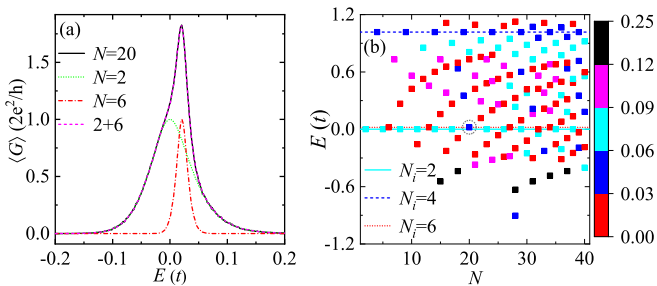 (a)
N=20
N=2
N=6
2+6
⟨G⟩ (2e²/h)
1.5
1.0
0.5
0.0
-0.2
-0.1
0.0
0.1
0.2
E (t)
(b)
1.2
0.6
0.0
-0.6
-1.2
E (t)
N_i=2
N_i=4
N_i=6
10
20
30
40
N
0.25
0.12
0.09
0.06
0.03
0.00